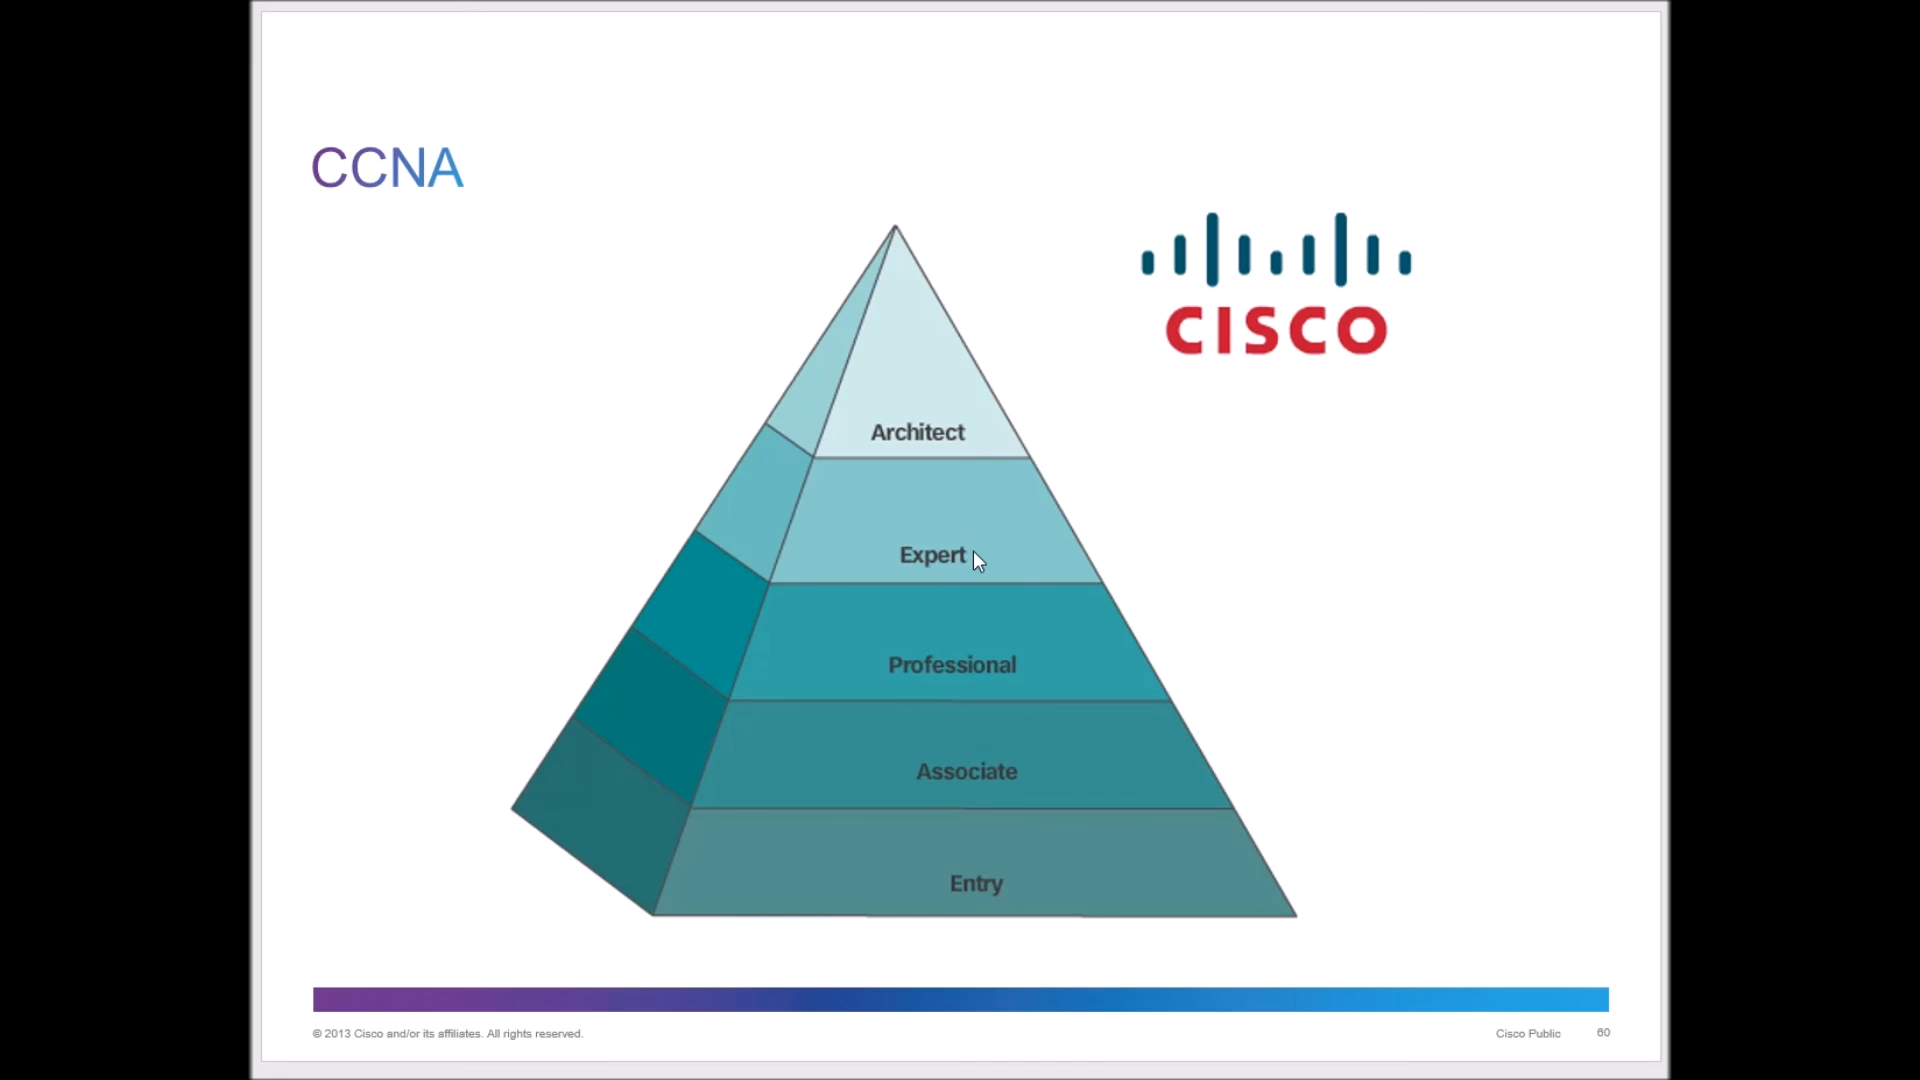 CCNA
CISCO
Architect
Expert
Professional
Associate
Entry
© 2013 Cisco and/or its affiliates. All rights reserved.
Cisco Public 60